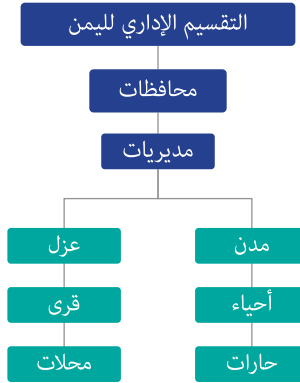 التقسيم الإداري لليمن
محافظات
مديريات
مدن
عزل
أحياء
قرى
حارات
محلات